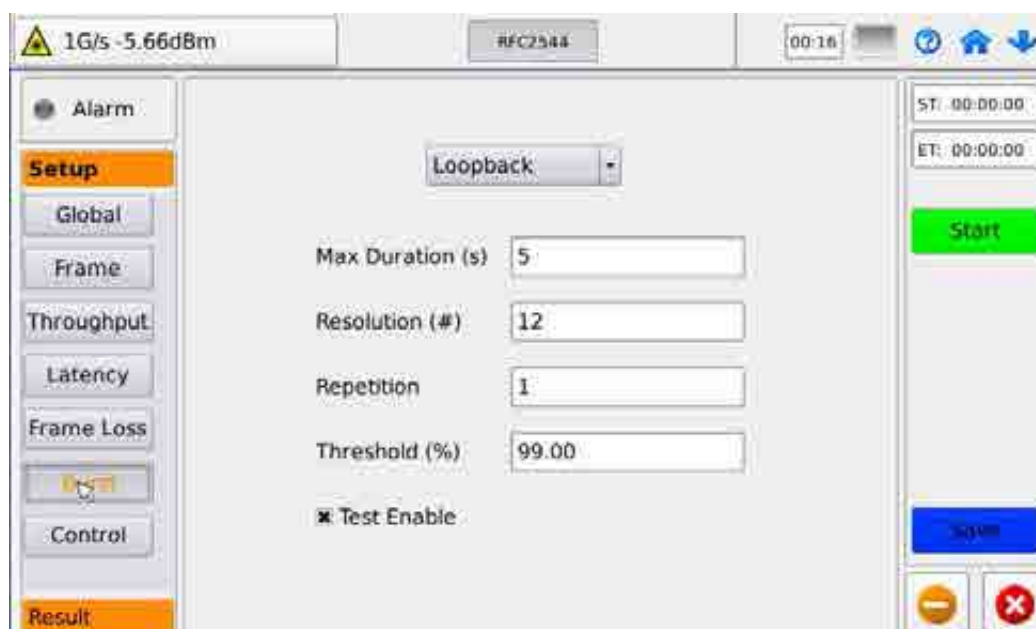 1G/s -5.66dBm
RFC2544
00:16
Alarm
ST: 00:00:00
ET: 00:00:00
Setup
Loopback
Global
Start
Max Duration (s) 5
Frame
Resolution (#) 12
Throughput
Latency
Repetition 1
Frame Loss
Threshold (%) 99.00
Test Enable
Control
Save
Result